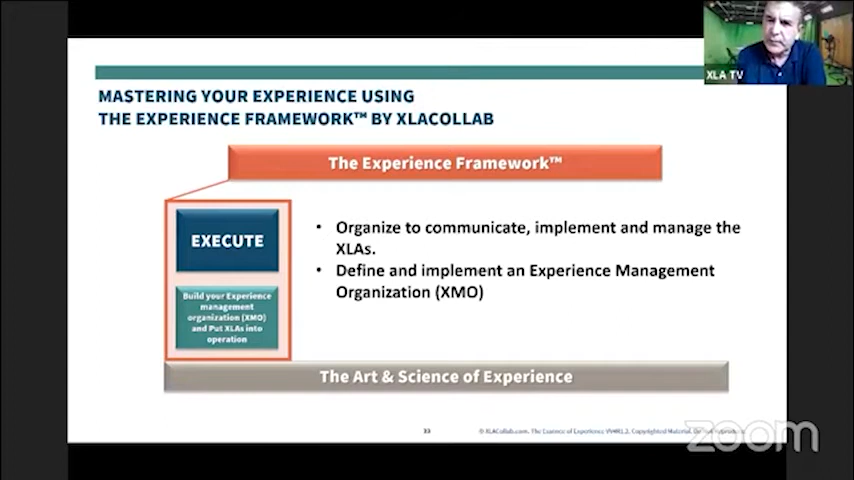 XLA TV
MASTERING YOUR EXPERIENCE USING
THE EXPERIENCE FRAMEWORK™ BY XLACOLLAB
The Experience Framework™
EXECUTE
Build your Experience
management
organization (XMO)
and Put XLAs into
operation
• Organize to communicate, implement and manage the
XLAs.
• Define and implement an Experience Management
Organization (XMO)
The Art & Science of Experience
© XLACollab.com. The Essence of Experience Copyrighted Material.
zoom